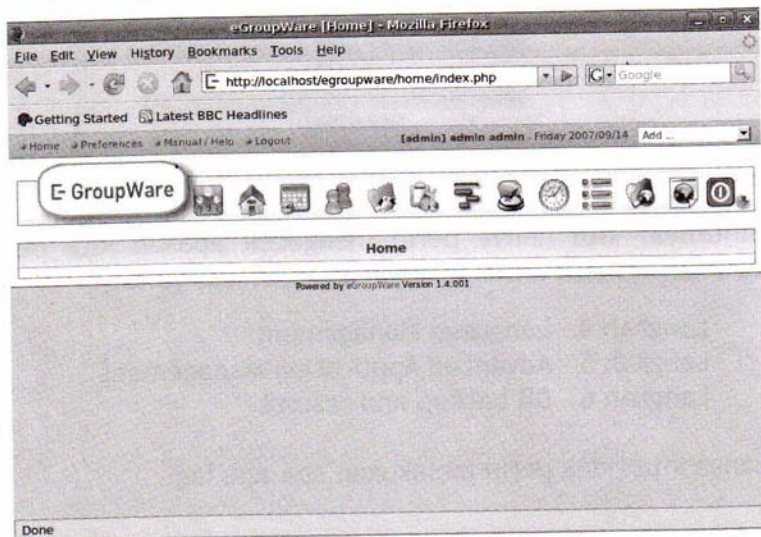 eGroupWare [Home] - Mozilla Firefox
File Edit View History Bookmarks Tools Help
http://localhost/egroupware/home/index.php
G Google
Getting Started Latest BBC Headlines
Home Preferences Manual / Help Logout [admin] admin admin - Friday 2007/09/14 Add ...
E- GroupWare
Home
Powered by eGroupWare Version 1.4.001
Done